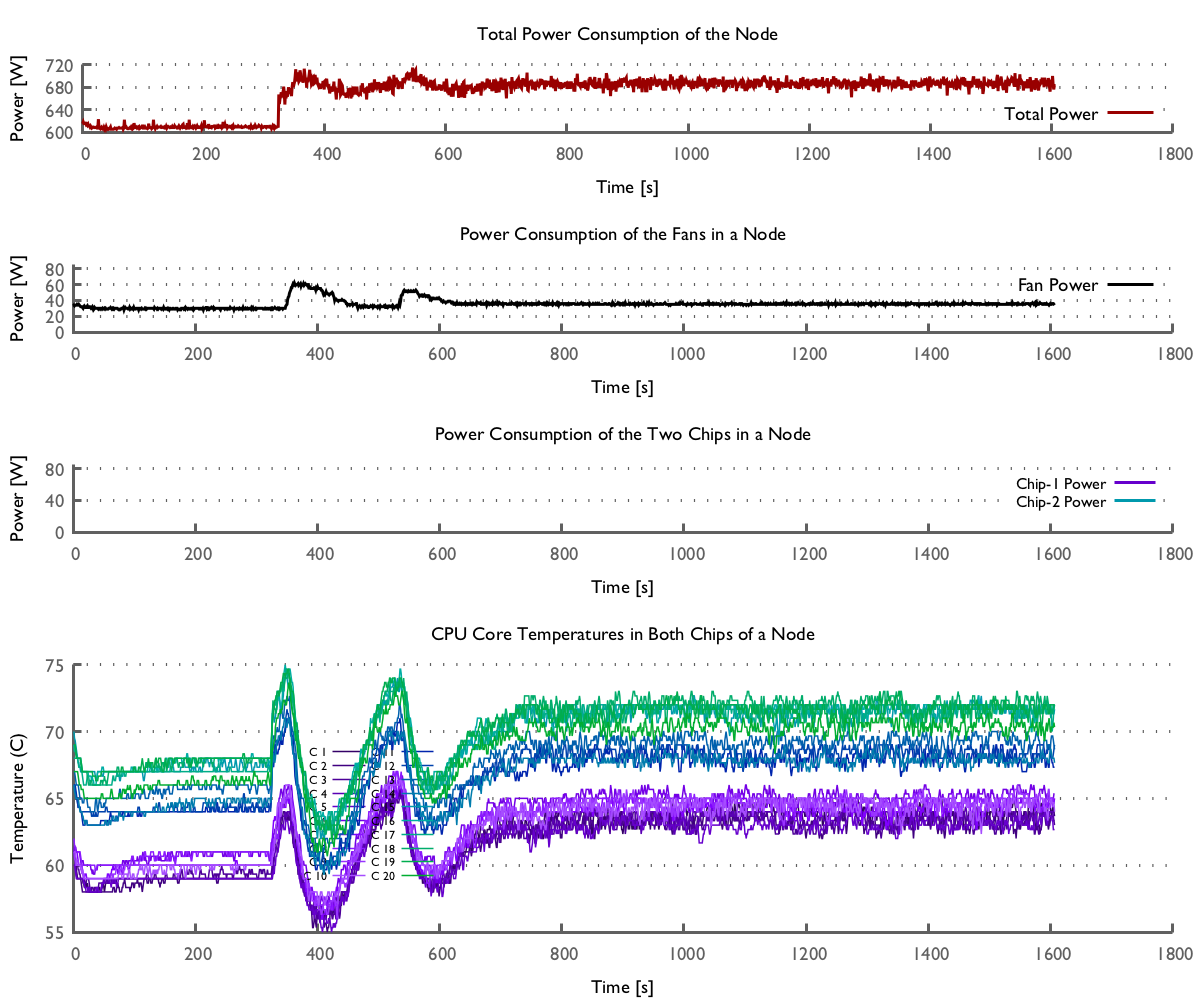 Total Power Consumption of the Node
Power [W]
720
680
640
600
Total Power
0 200 400 600 800 1000 1200 1400 1600 1800
Time [s]
Power Consumption of the Fans in a Node
Power [W]
80
60
40
20
0
Fan Power
0 200 400 600 800 1000 1200 1400 1600 1800
Time [s]
Power Consumption of the Two Chips in a Node
Power [W]
80
40
0
Chip-1 Power
Chip-2 Power
0 200 400 600 800 1000 1200 1400 1600 1800
Time [s]
CPU Core Temperatures in Both Chips of a Node
Temperature (C)
75
70
65
60
55
C 1
C 2 C 12
C 3
C 4
C 17
C 18
C 19
C 10 C 20
0 200 400 600 800 1000 1200 1400 1600 1800
Time [s]